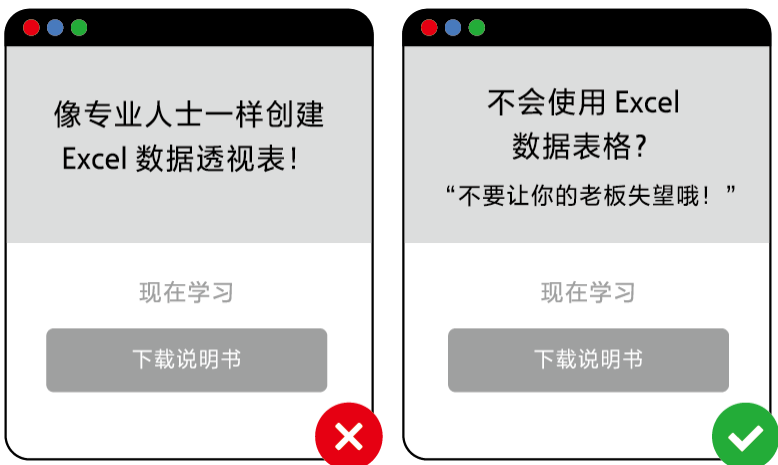 像专业人士一样创建
Excel 数据透视表！
现在学习
下载说明书
不会使用 Excel
数据表格？
“不要让你的老板失望哦！”
现在学习
下载说明书